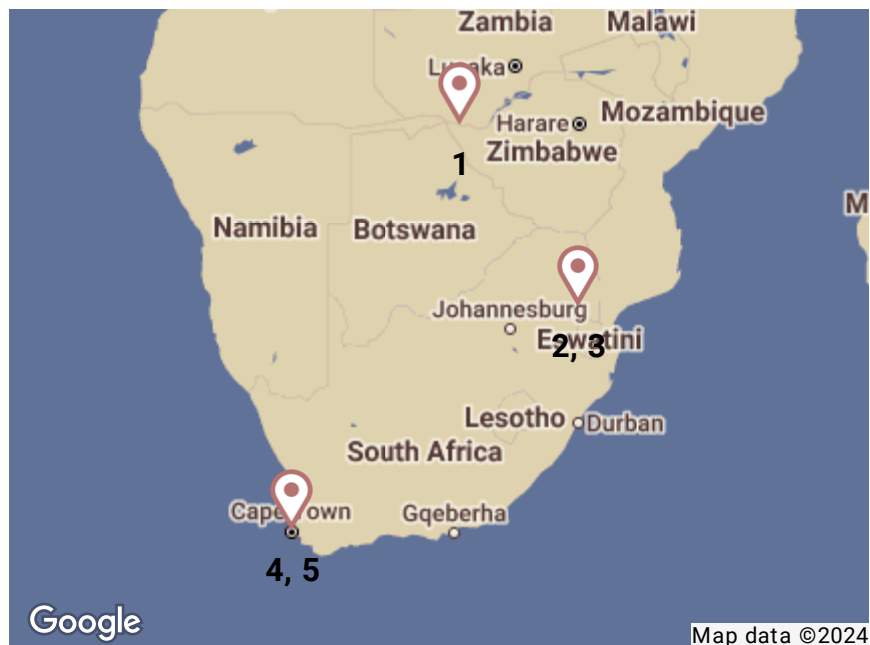 Zambia
Malawi
Lusaka
Mozambique
Harare
Zimbabwe
1
Namibia
Botswana
M
Johannesburg
Eswatini
2, 3
Lesotho
Durban
South Africa
Cape Town
Gqeberha
4, 5
Google
Map data ©2024